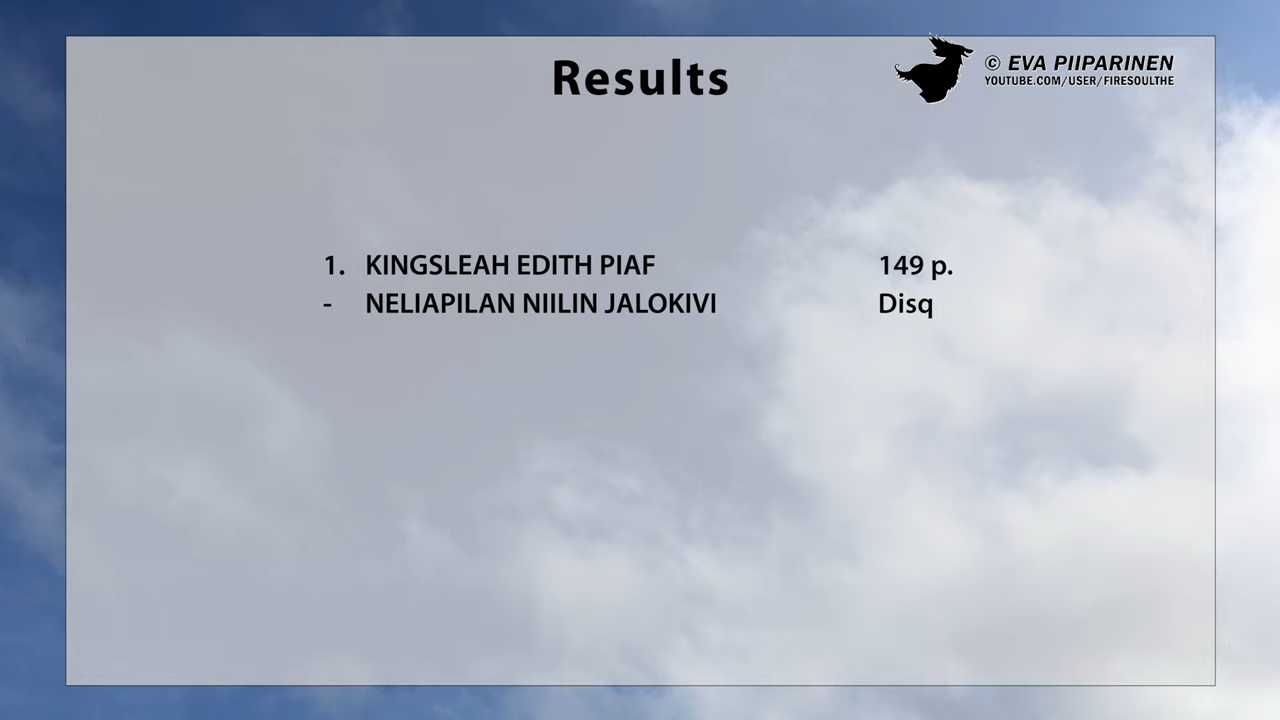 Results
© EVA PIIPARINEN
YOUTUBE.COM/USER/FIRESOULTHE
1. KINGSLEAH EDITH PIAF 149 p.
- NELIAPILAN NIILIN JALOKIVI Disq